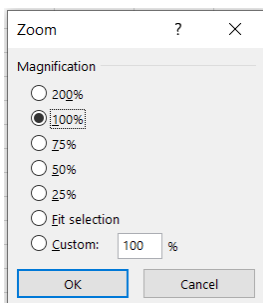 Zoom ? ×
Magnification
200%
100%
75%
50%
25%
Fit selection
Custom: 100 %
OK Cancel